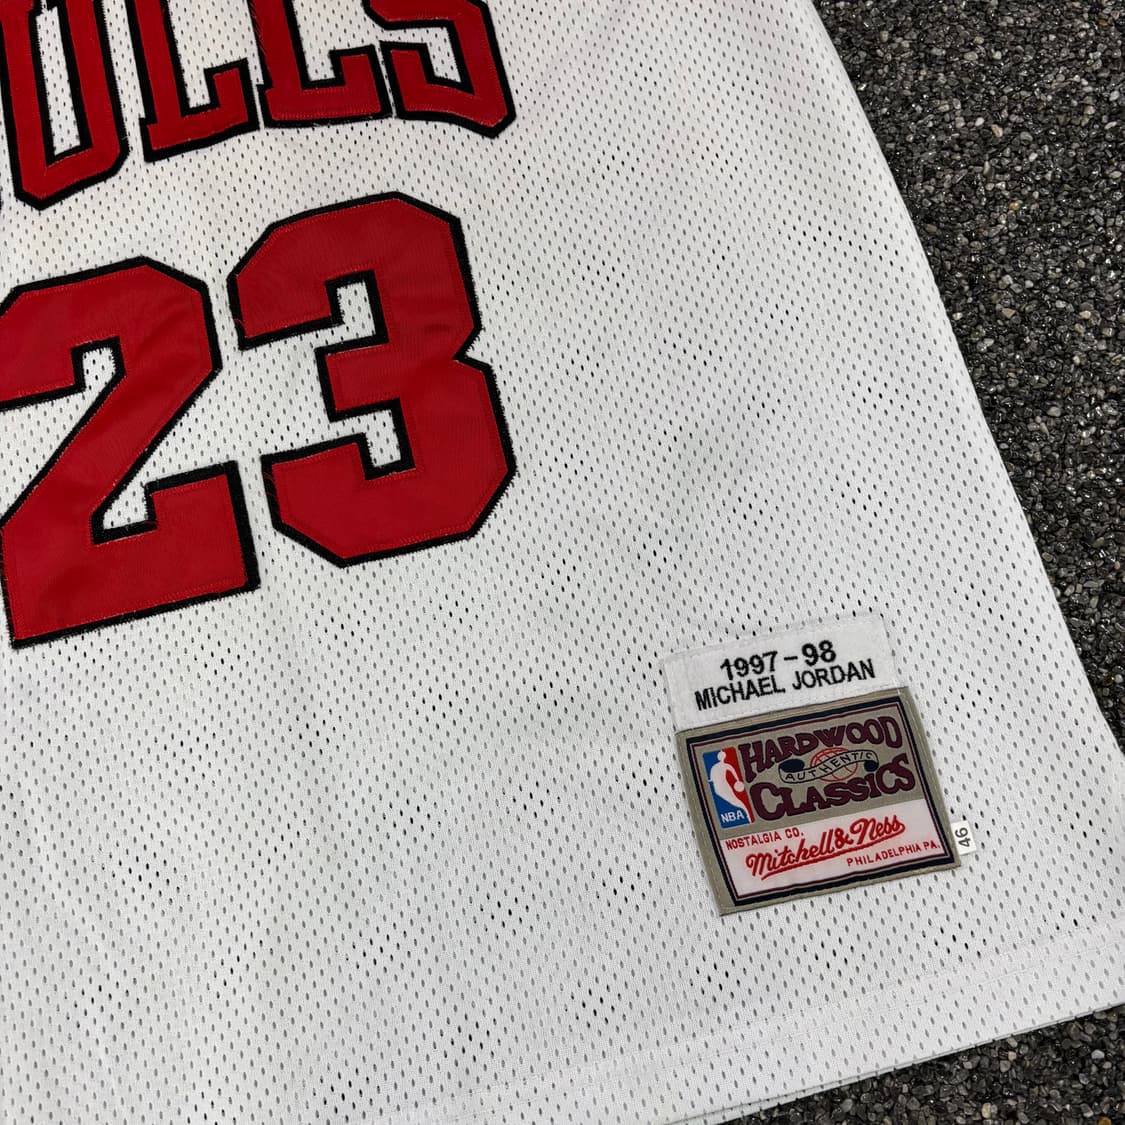 ULLS
23
1997-98
MICHAEL JORDAN
HARDWOOD
AUTHENTIC
CLASSICS
NBA
NOSTALGIA CO.
Mitchell & Ness
PHILADELPHIA PA.
46